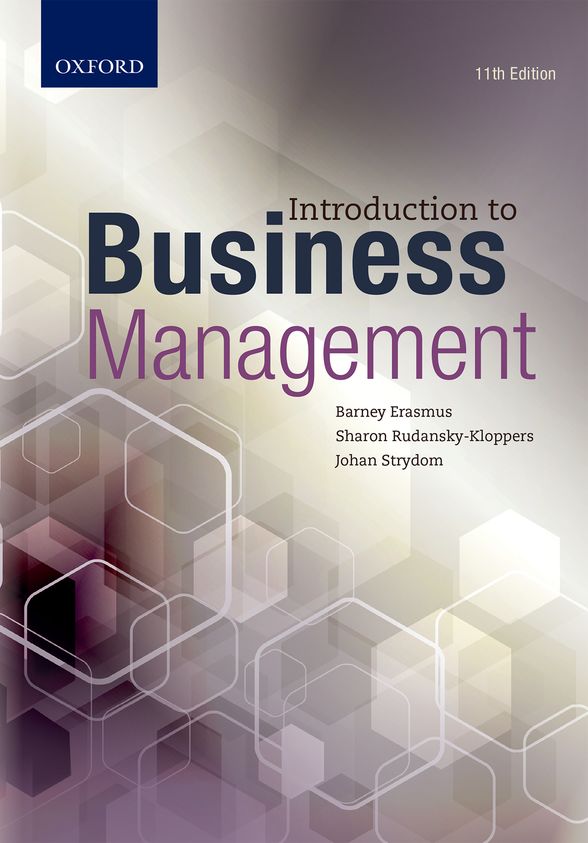 OXFORD
11th Edition
Introduction to
Business
Management
Barney Erasmus
Sharon Rudansky-Kloppers
Johan Strydom